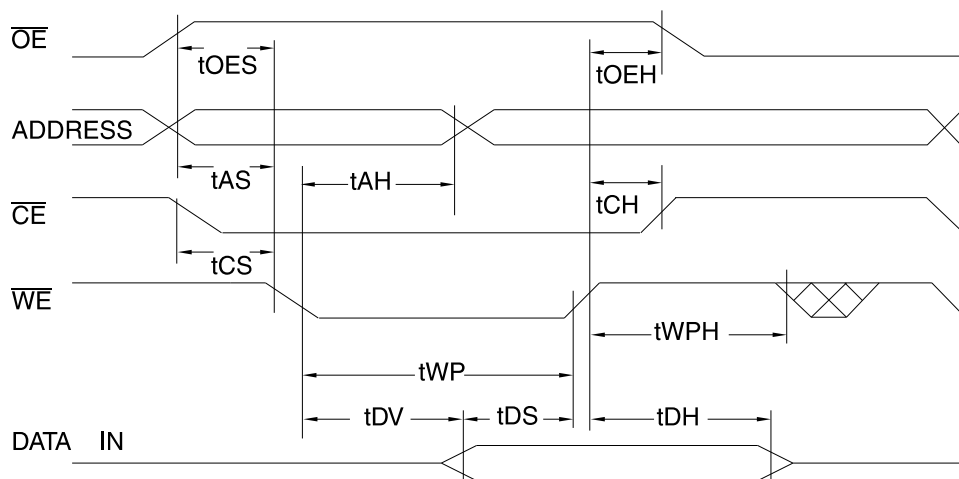 OE
tOES
tOEH
ADDRESS
tAS
tAH
CE
tCH
tCS
WE
tWPH
tWP
tDV
tDS
tDH
DATA IN